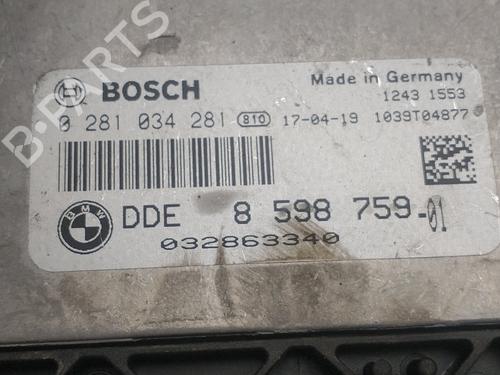 B-PARTS
BOSCH
Made in Germany
1243 1553
0 281 034 281 810 17-04-19 1039T04877
BMW
DDE 8 598 759-01
032863340